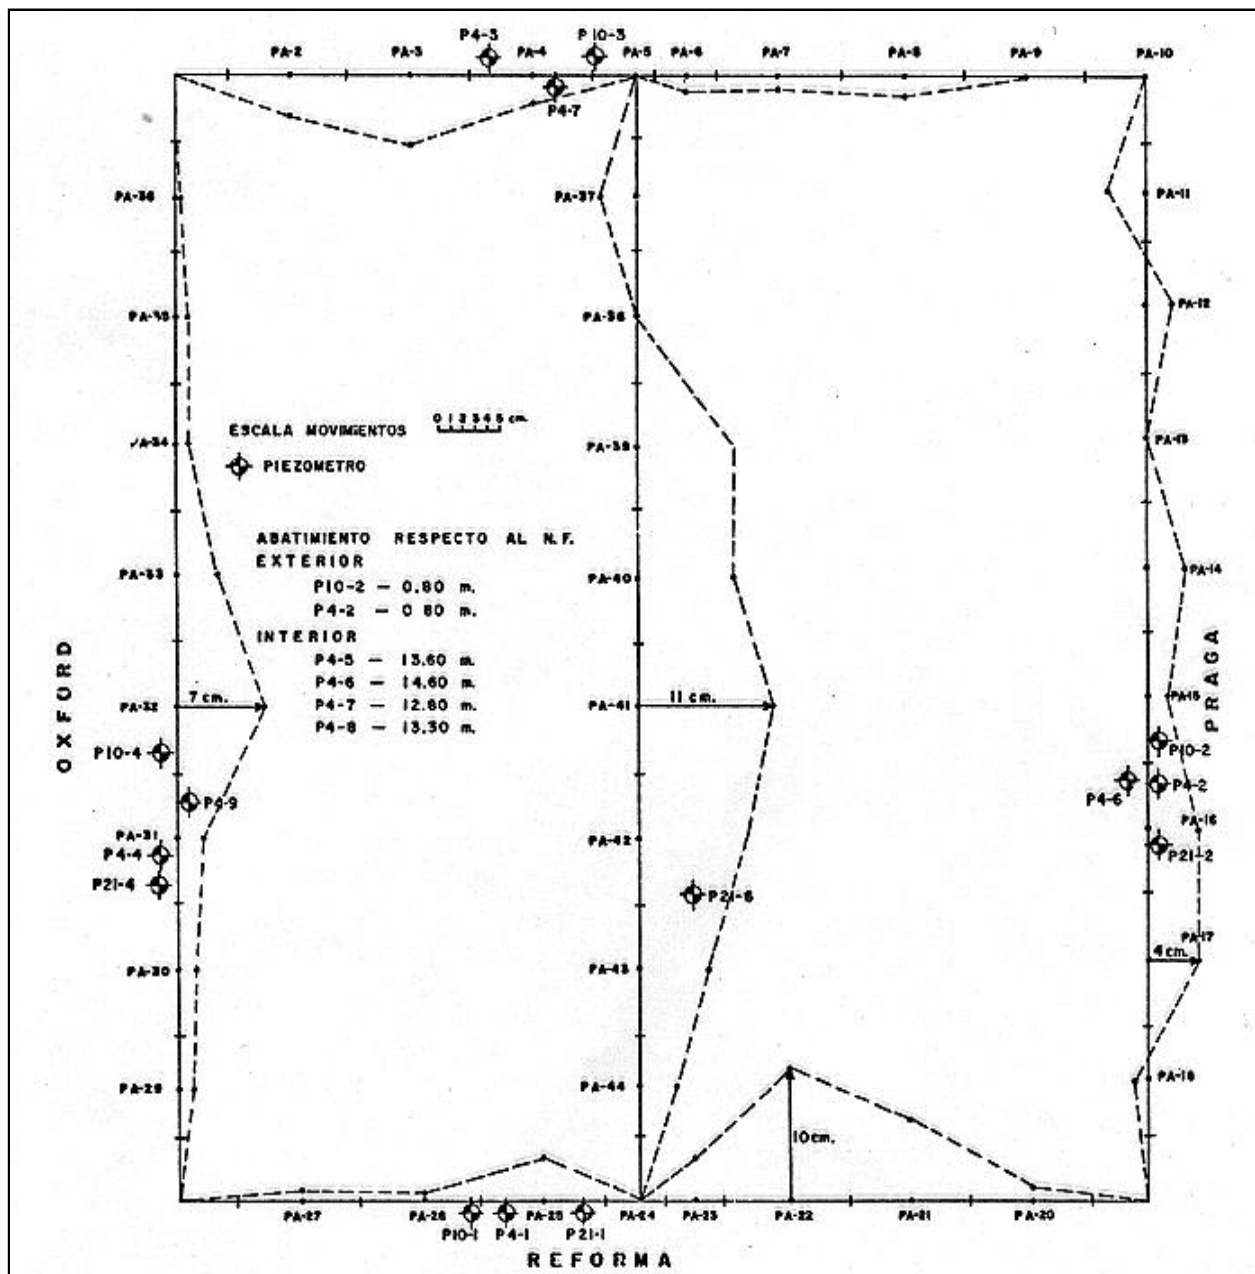 P4-3 P10-3
PA-2 PA-3 PA-4 PA-5 PA-6 PA-7 PA-8 PA-9 PA-10
P4-7
PA-36 PA-37 PA-11
PA-35 PA-36 PA-12
ESCALA MOVIMIENTOS 0 1 2 3 4 5 cm.
PA-34 PA-39 PA-13
PIEZOMETRO
ABATIMIENTO RESPECTO AL N.F.
EXTERIOR
PA-33 PA-40 PA-14
P10-2 — 0.80 m.
P4-2 — 0 80 m.
INTERIOR
P4-5 — 13.60 m.
P4-6 — 14.60 m.
P4-7 — 12.80 m.
P4-8 — 13.30 m.
OXFORD
PRAGA
PA-32 7 cm. PA-41 11 cm. PA-15
P10-4 P10-2
P4-9 P4-6 P4-2
PA-31 PA-42 PA-16
P4-4 P21-2
P21-4 P21-6
PA-17
PA-30 PA-43 4 cm.
PA-29 PA-44 PA-18
10 cm.
PA-27 PA-26 PA-25 PA-24 PA-23 PA-22 PA-21 PA-20
P10-1 P4-1 P21-1
REFORMA